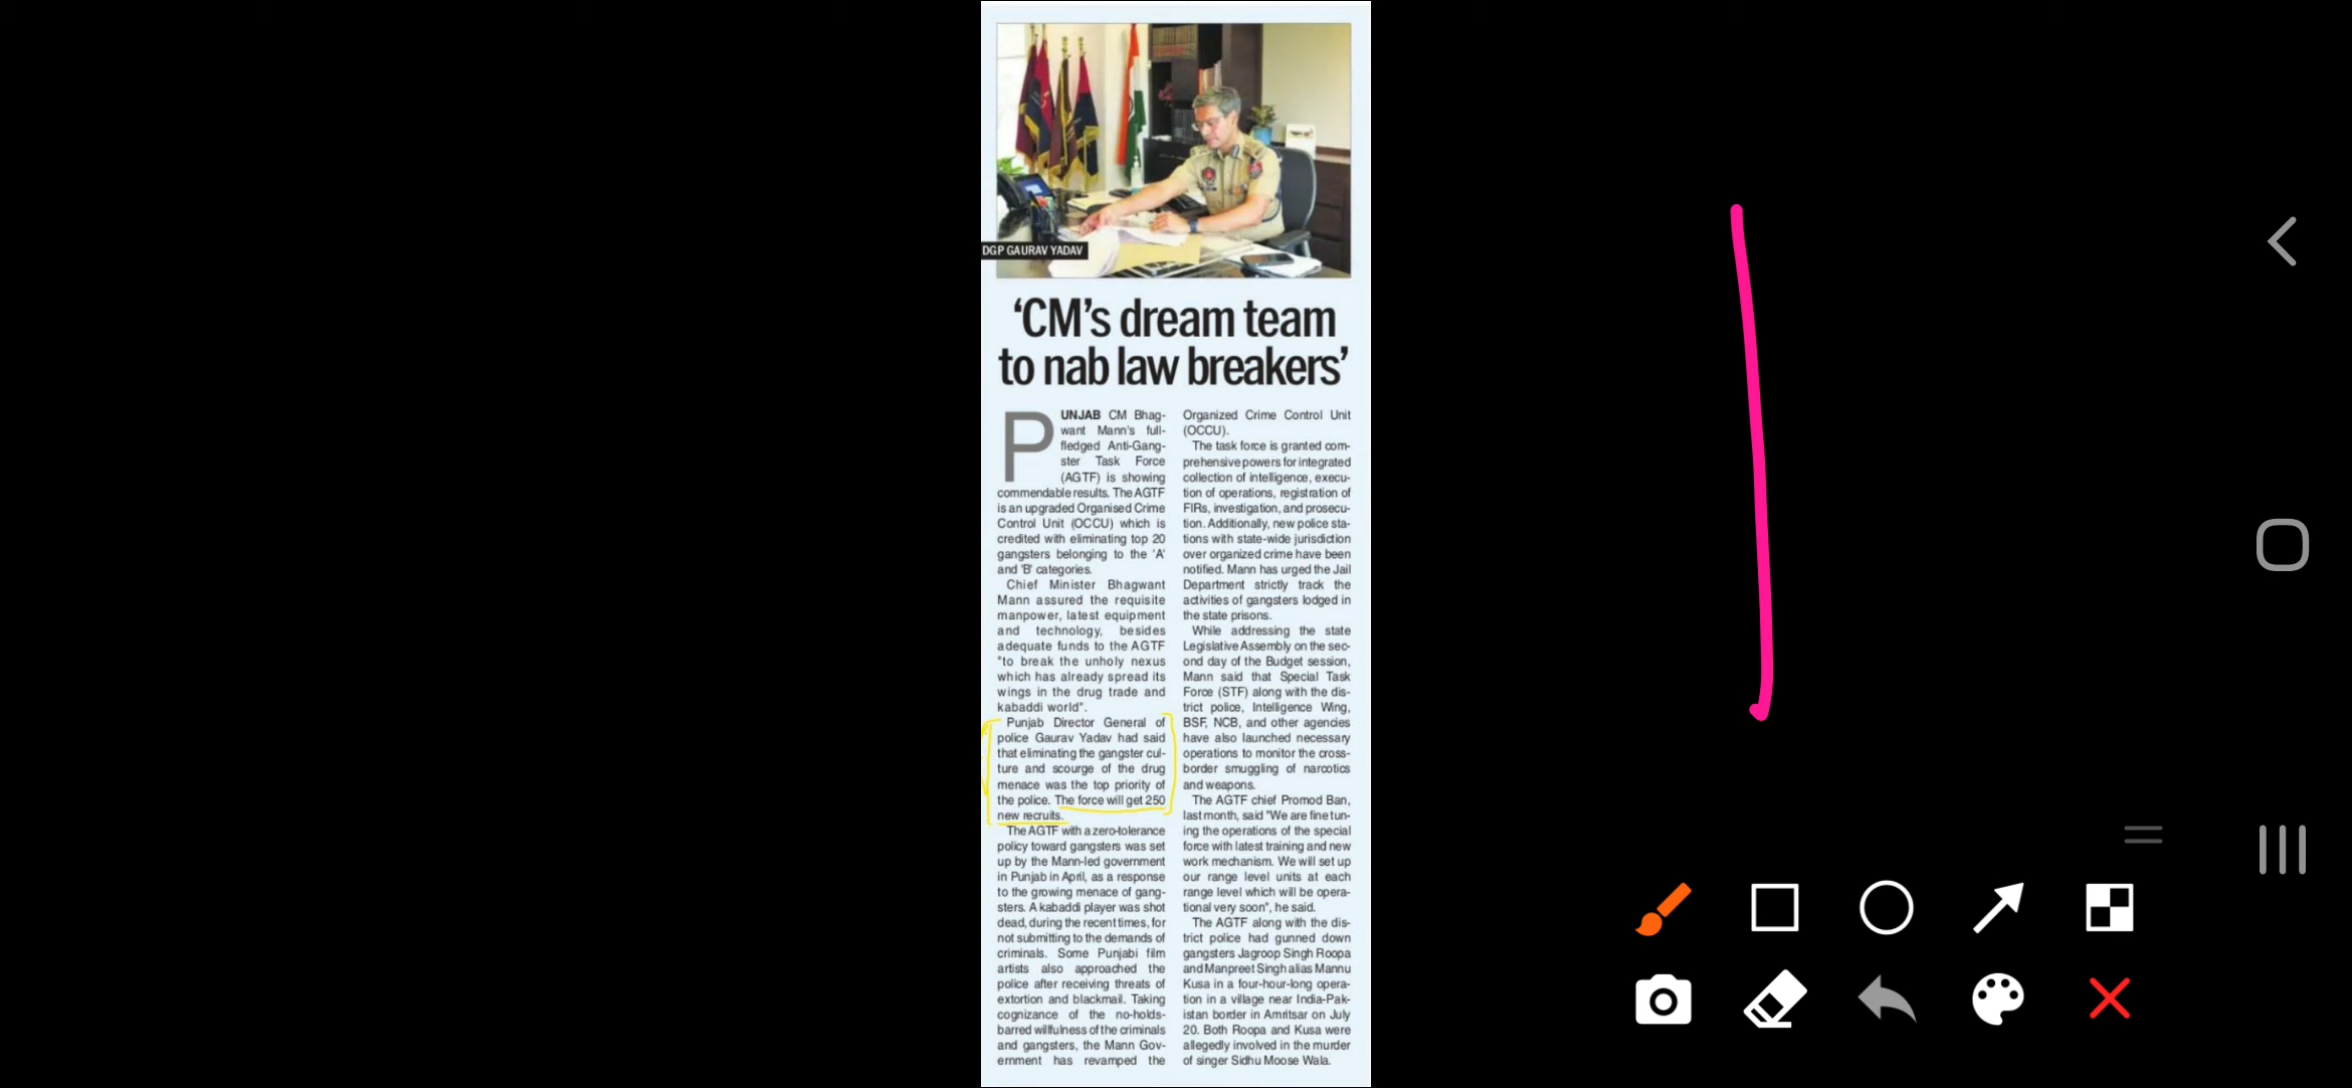 DGP GAURAV YADAV
‘CM’s dream team
to nab law breakers’
PUNJAB CM Bhag-
want Mann's full-
fledged Anti-Gang-
ster Task Force
(AGTF) is showing
commendable results. The AGTF
is an upgraded Organised Crime
Control Unit (OCCU) which is
credited with eliminating top 20
gangsters belonging to the 'A'
and 'B' categories.
Chief Minister Bhagwant
Mann assured the requisite
manpower, latest equipment
and technology, besides
adequate funds to the AGTF
"to break the unholy nexus
which has already spread its
wings in the drug trade and
kabaddi world".
Punjab Director General of
police Gaurav Yadav had said
that eliminating the gangster cul-
ture and scourge of the drug
menace was the top priority of
the police. The force will get 250
new recruits.
The AGTF with a zero-tolerance
policy toward gangsters was set
up by the Mann-led government
in Punjab in April, as a response
to the growing menace of gang-
sters. A kabaddi player was shot
dead, during the recent times, for
not submitting to the demands of
criminals. Some Punjabi film
artists also approached the
police after receiving threats of
extortion and blackmail. Taking
cognizance of the no-holds-
barred willfulness of the criminals
and gangsters, the Mann Gov-
ernment has revamped the
Organized Crime Control Unit
(OCCU).
The task force is granted com-
prehensive powers for integrated
collection of intelligence, execu-
tion of operations, registration of
FIRs, investigation, and prosecu-
tion. Additionally, new police sta-
tions with state-wide jurisdiction
over organized crime have been
notified. Mann has urged the Jail
Department strictly track the
activities of gangsters lodged in
the state prisons.
While addressing the state
Legislative Assembly on the sec-
ond day of the Budget session,
Mann said that Special Task
Force (STF) along with the dis-
trict police, Intelligence Wing,
BSF, NCB, and other agencies
have also launched necessary
operations to monitor the cross-
border smuggling of narcotics
and weapons.
The AGTF chief Promod Ban,
last month, said "We are fine tun-
ing the operations of the special
force with latest training and new
work mechanism. We will set up
our range level units at each
range level which will be opera-
tional very soon", he said.
The AGTF along with the dis-
trict police had gunned down
gangsters Jagroop Singh Roopa
and Manpreet Singh alias Mannu
Kusa in a four-hour-long opera-
tion in a village near India-Pak-
istan border in Amritsar on July
20. Both Roopa and Kusa were
allegedly involved in the murder
of singer Sidhu Moose Wala.